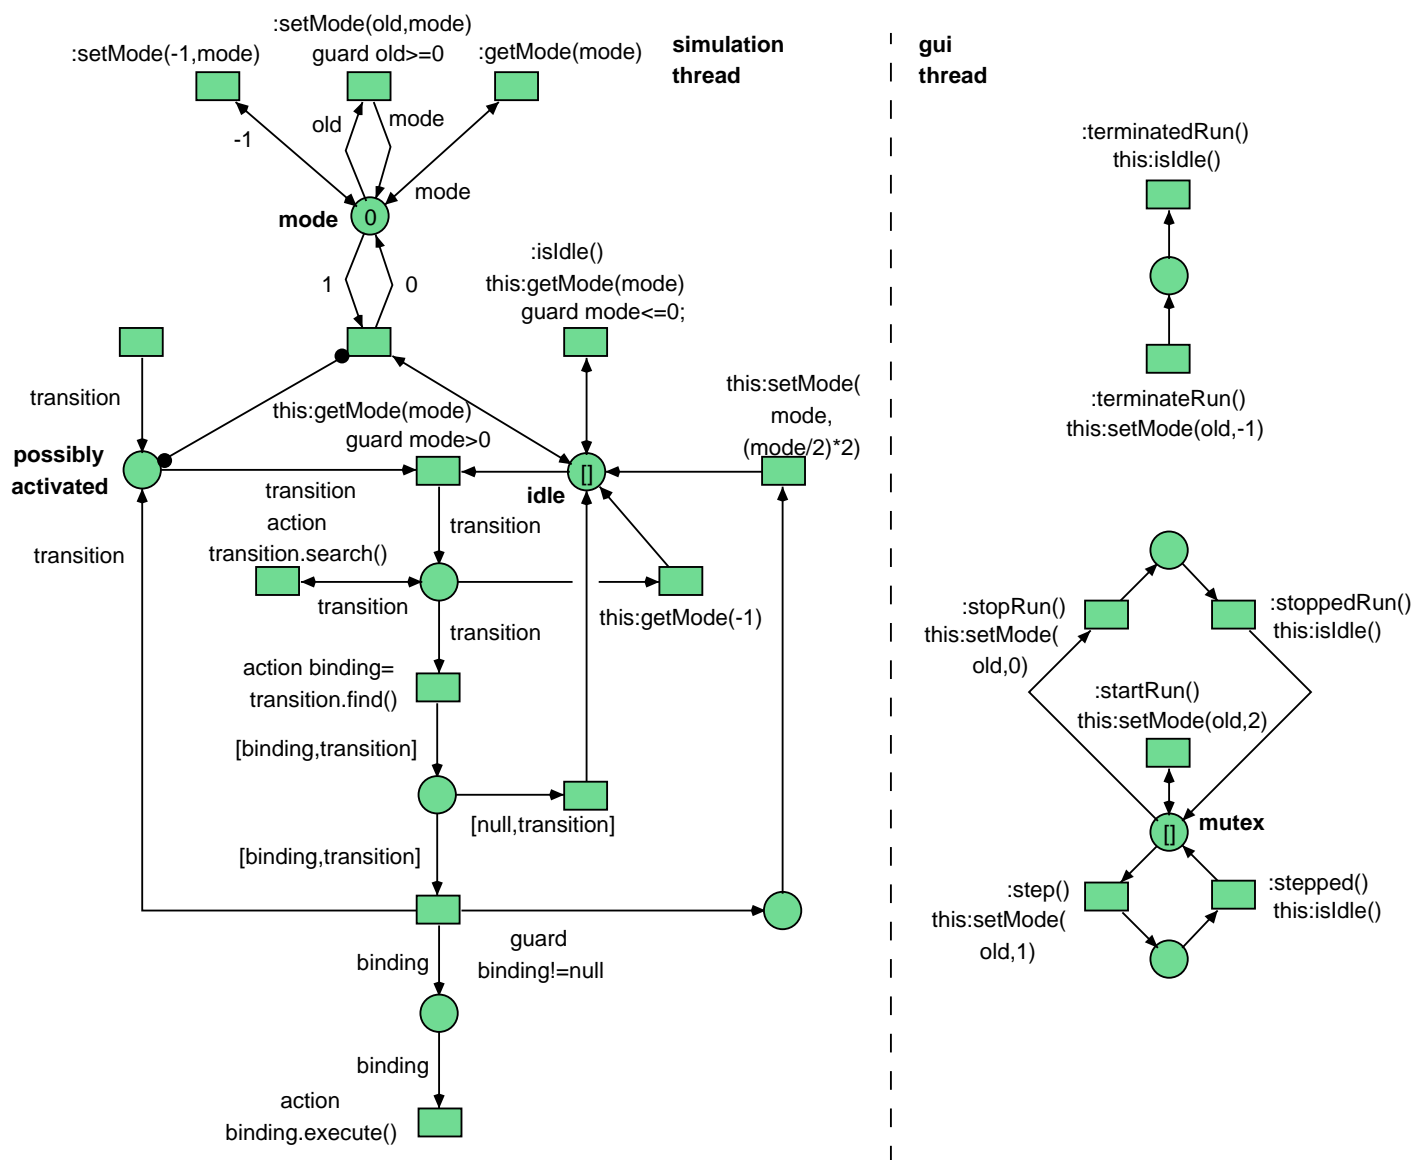 :setMode(-1,mode)
:setMode(old,mode)
guard old>=0
:getMode(mode)
simulation
thread
gui
thread
-1
old
mode
mode
mode
0
1
0
:isIdle()
this:getMode(mode)
guard mode<=0;
transition
this:getMode(mode)
guard mode>0
this:setMode(
mode,
(mode/2)*2)
possibly
activated
[]
idle
transition
transition
action
transition.search()
transition
transition
transition
this:getMode(-1)
action binding=
transition.find()
[binding,transition]
[null,transition]
[binding,transition]
guard
binding!=null
binding
binding
action
binding.execute()
:terminatedRun()
this:isIdle()
:terminateRun()
this:setMode(old,-1)
:stopRun()
this:setMode(
old,0)
:stoppedRun()
this:isIdle()
:startRun()
this:setMode(old,2)
[]
mutex
:step()
this:setMode(
old,1)
:stepped()
this:isIdle()